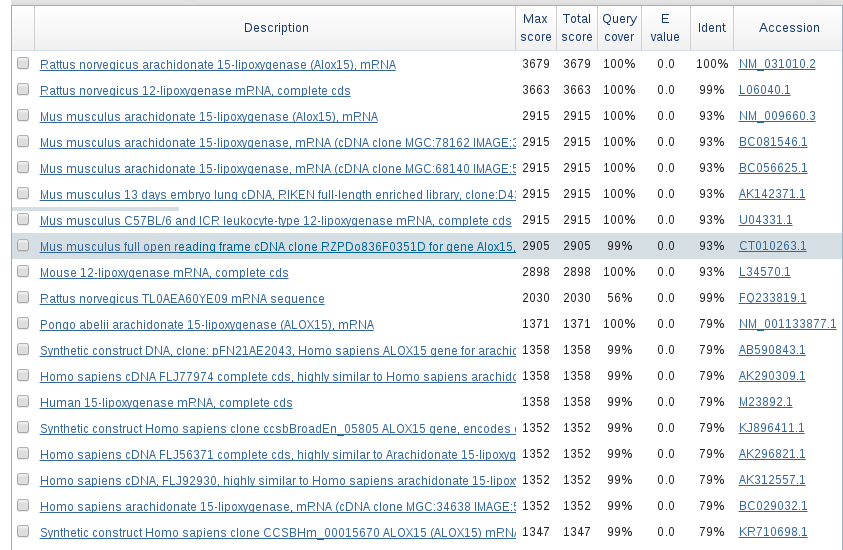 Description Max score Total score Query cover E value Ident Accession
Rattus norvegicus arachidonate 15-lipoxygenase (Alox15), mRNA 3679 3679 100% 0.0 100% NM_031010.2
Rattus norvegicus 12-lipoxygenase mRNA, complete cds 3663 3663 100% 0.0 99% L06040.1
Mus musculus arachidonate 15-lipoxygenase (Alox15), mRNA 2915 2915 100% 0.0 93% NM_009660.3
Mus musculus arachidonate 15-lipoxygenase, mRNA (cDNA clone MGC:78162 IMAGE:3 2915 2915 100% 0.0 93% BC081546.1
Mus musculus arachidonate 15-lipoxygenase, mRNA (cDNA clone MGC:68140 IMAGE:5 2915 2915 100% 0.0 93% BC056625.1
Mus musculus 13 days embryo lung cDNA, RIKEN full-length enriched library, clone:D43 2915 2915 100% 0.0 93% AK142371.1
Mus musculus C57BL/6 and ICR leukocyte-type 12-lipoxygenase mRNA, complete cds 2915 2915 100% 0.0 93% U04331.1
Mus musculus full open reading frame cDNA clone RZPDo836F0351D for gene Alox15, 2905 2905 99% 0.0 93% CT010263.1
Mouse 12-lipoxygenase mRNA, complete cds 2898 2898 100% 0.0 93% L34570.1
Rattus norvegicus TL0AEA60YE09 mRNA sequence 2030 2030 56% 0.0 99% FQ233819.1
Pongo abelii arachidonate 15-lipoxygenase (ALOX15), mRNA 1371 1371 100% 0.0 79% NM_001133877.1
Synthetic construct DNA, clone: pFN21AE2043, Homo sapiens ALOX15 gene for arachic 1358 1358 99% 0.0 79% AB590843.1
Homo sapiens cDNA FLJ77974 complete cds, highly similar to Homo sapiens arachido 1358 1358 99% 0.0 79% AK290309.1
Human 15-lipoxygenase mRNA, complete cds 1358 1358 99% 0.0 79% M23892.1
Synthetic construct Homo sapiens clone ccsbBroadEn_05805 ALOX15 gene, encodes 1352 1352 99% 0.0 79% KJ896411.1
Homo sapiens cDNA FLJ56371 complete cds, highly similar to Arachidonate 15-lipoxyg 1352 1352 99% 0.0 79% AK296821.1
Homo sapiens cDNA, FLJ92930, highly similar to Homo sapiens arachidonate 15-lipox 1352 1352 99% 0.0 79% AK312557.1
Homo sapiens arachidonate 15-lipoxygenase, mRNA (cDNA clone MGC:34638 IMAGE:5 1352 1352 99% 0.0 79% BC029032.1
Synthetic construct Homo sapiens clone CCSBHm_00015670 ALOX15 (ALOX15) mRNA 1347 1347 99% 0.0 79% KR710698.1